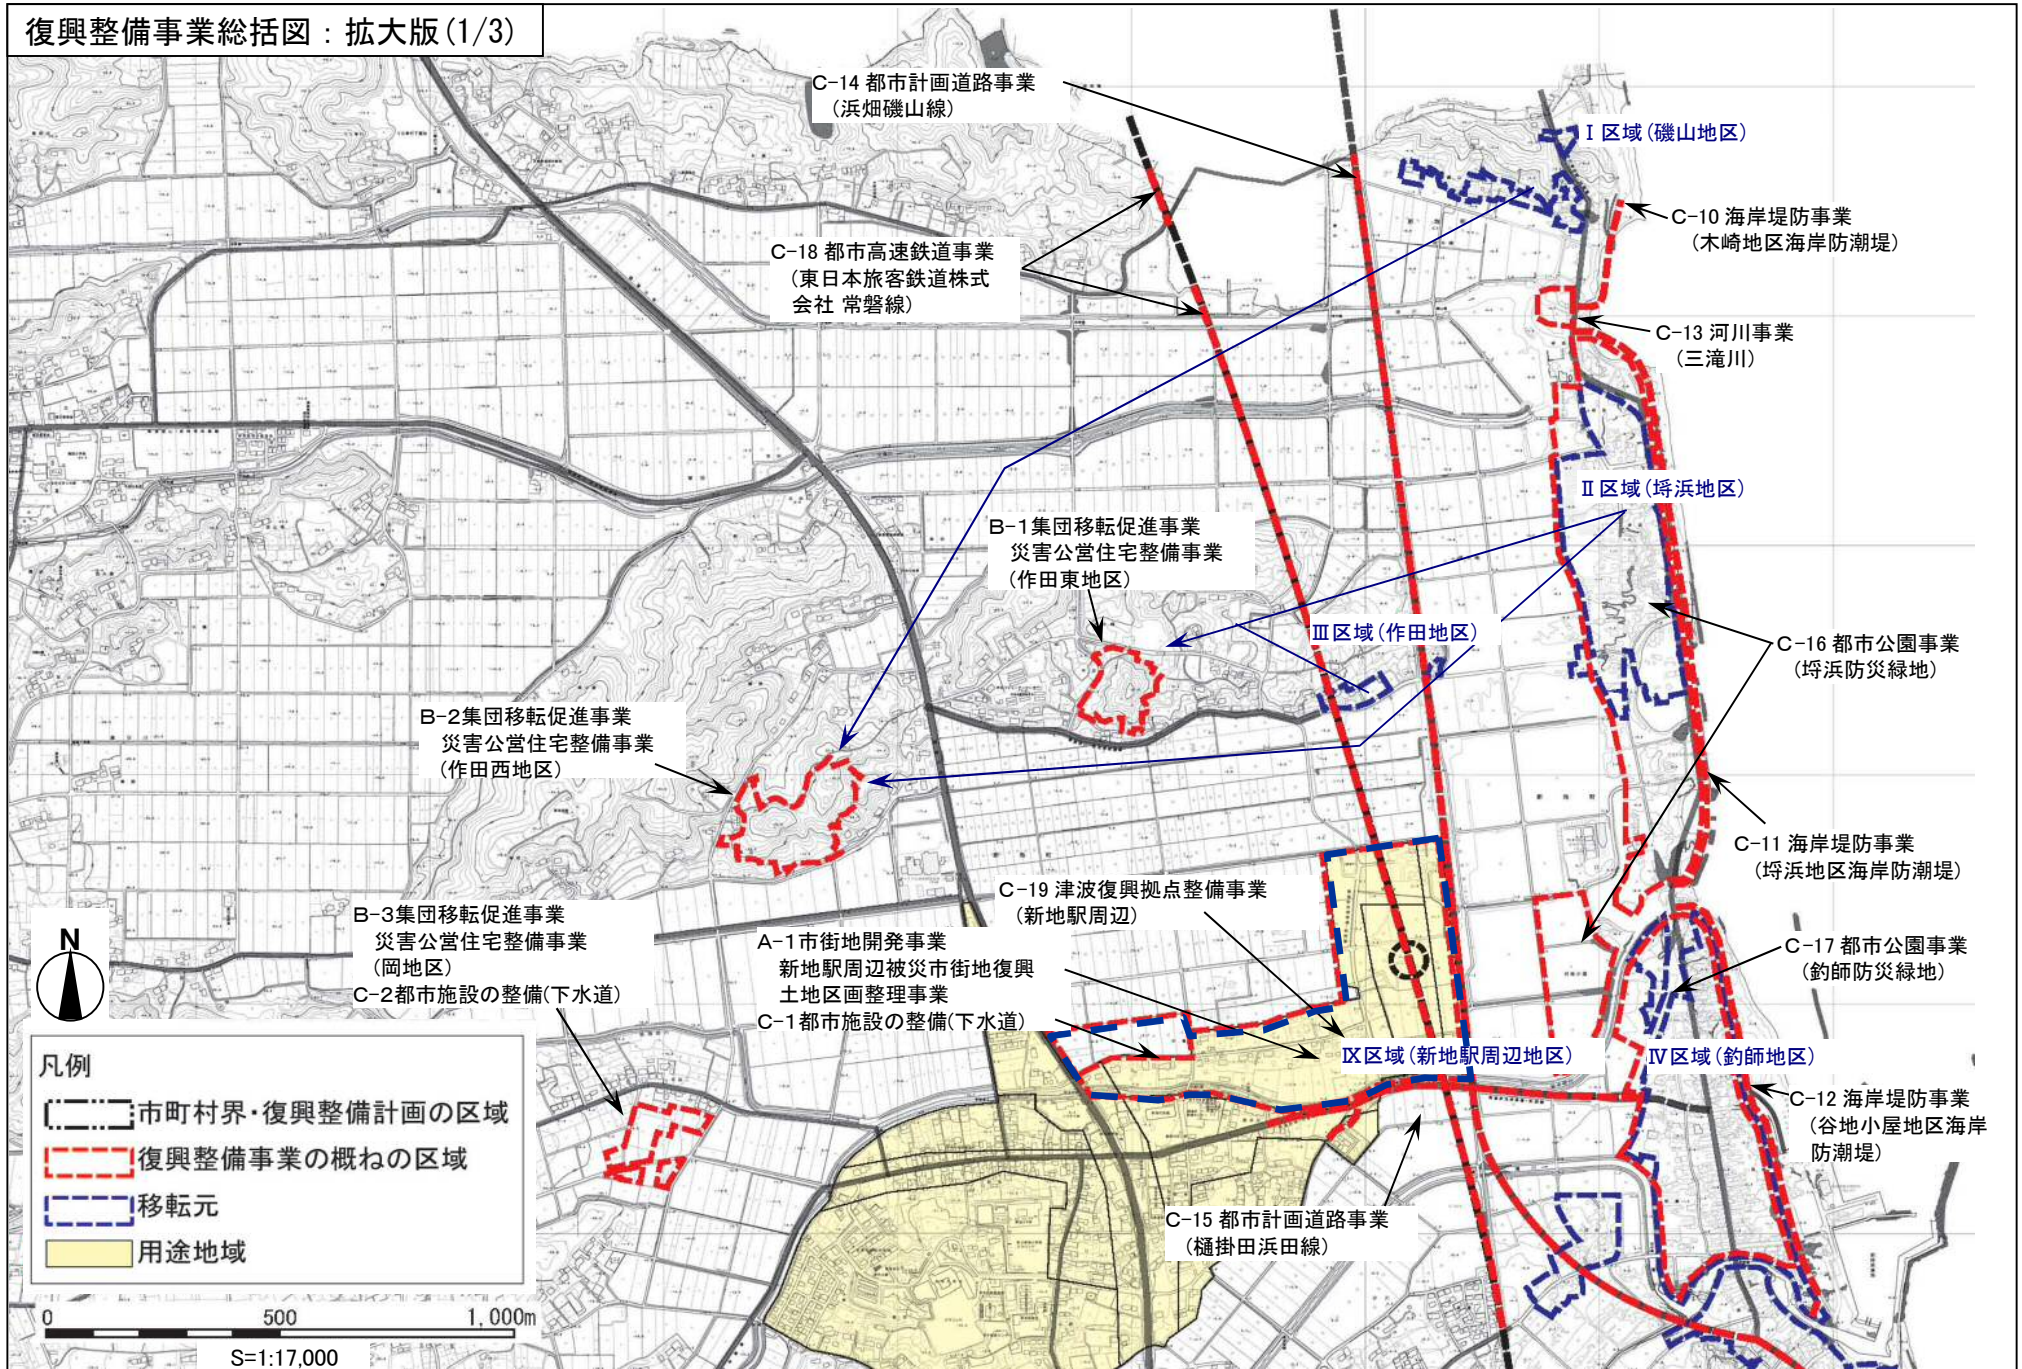 復興整備事業総括図：拡大版(1/3)
C-14 都市計画道路事業
(浜畑磯山線)
Ⅰ区域(磯山地区)
C-10 海岸堤防事業
(木崎地区海岸防潮堤)
C-18 都市高速鉄道事業
(東日本旅客鉄道株式
会社 常磐線)
C-13 河川事業
(三滝川)
Ⅱ区域(埓浜地区)
B-1集団移転促進事業
災害公営住宅整備事業
(作田東地区)
Ⅲ区域(作田地区)
C-16 都市公園事業
(埓浜防災緑地)
B-2集団移転促進事業
災害公営住宅整備事業
(作田西地区)
C-11 海岸堤防事業
(埓浜地区海岸防潮堤)
C-19 津波復興拠点整備事業
(新地駅周辺)
B-3集団移転促進事業
災害公営住宅整備事業
(岡地区)
C-2都市施設の整備(下水道)
A-1市街地開発事業
新地駅周辺被災市街地復興
土地区画整理事業
C-1都市施設の整備(下水道)
C-17 都市公園事業
(釣師防災緑地)
Ⅸ区域(新地駅周辺地区)
Ⅳ区域(釣師地区)
C-12 海岸堤防事業
(谷地小屋地区海岸
防潮堤)
C-15 都市計画道路事業
(樋掛田浜田線)
N
凡例
市町村界・復興整備計画の区域
復興整備事業の概ねの区域
移転元
用途地域
0 500 1,000m
S=1:17,000